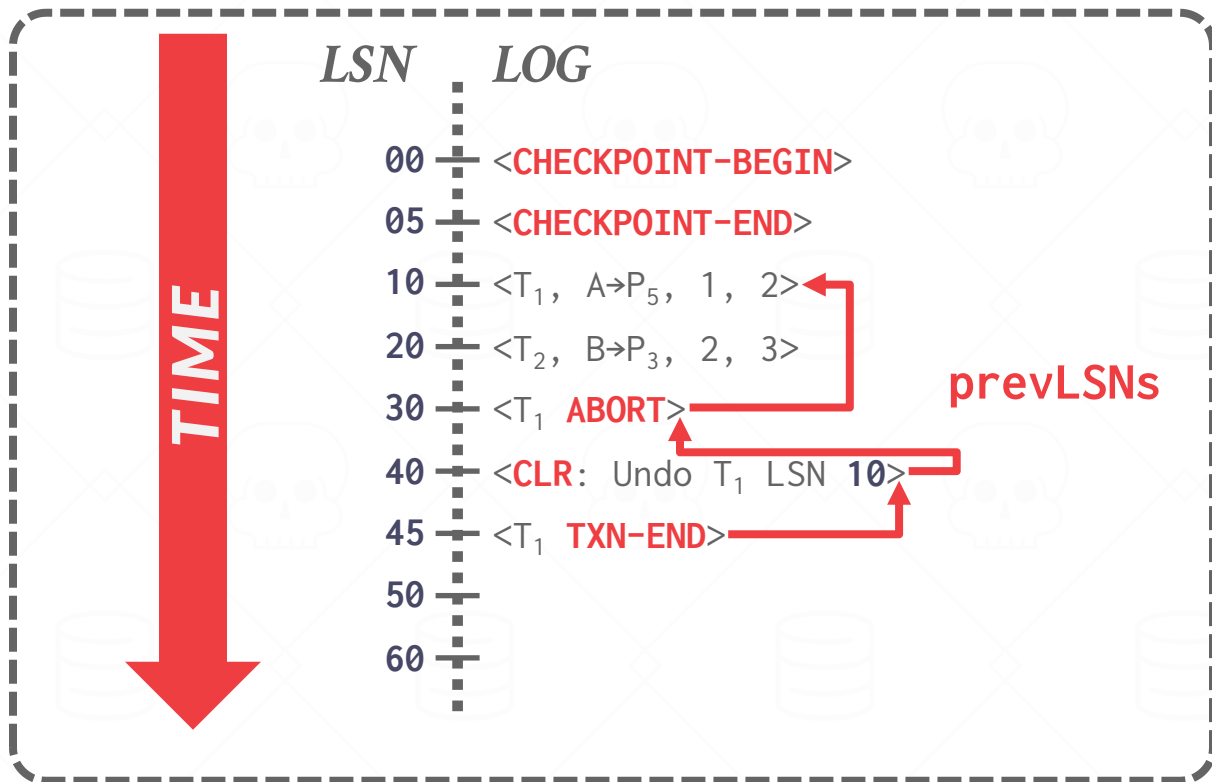 LSN LOG
00 <CHECKPOINT-BEGIN>
05 <CHECKPOINT-END>
10 <T₁, A→P₅, 1, 2>
20 <T₂, B→P₃, 2, 3>
30 <T₁ ABORT>
40 <CLR: Undo T₁ LSN 10>
45 <T₁ TXN-END>
50
60
TIME
prevLSNs